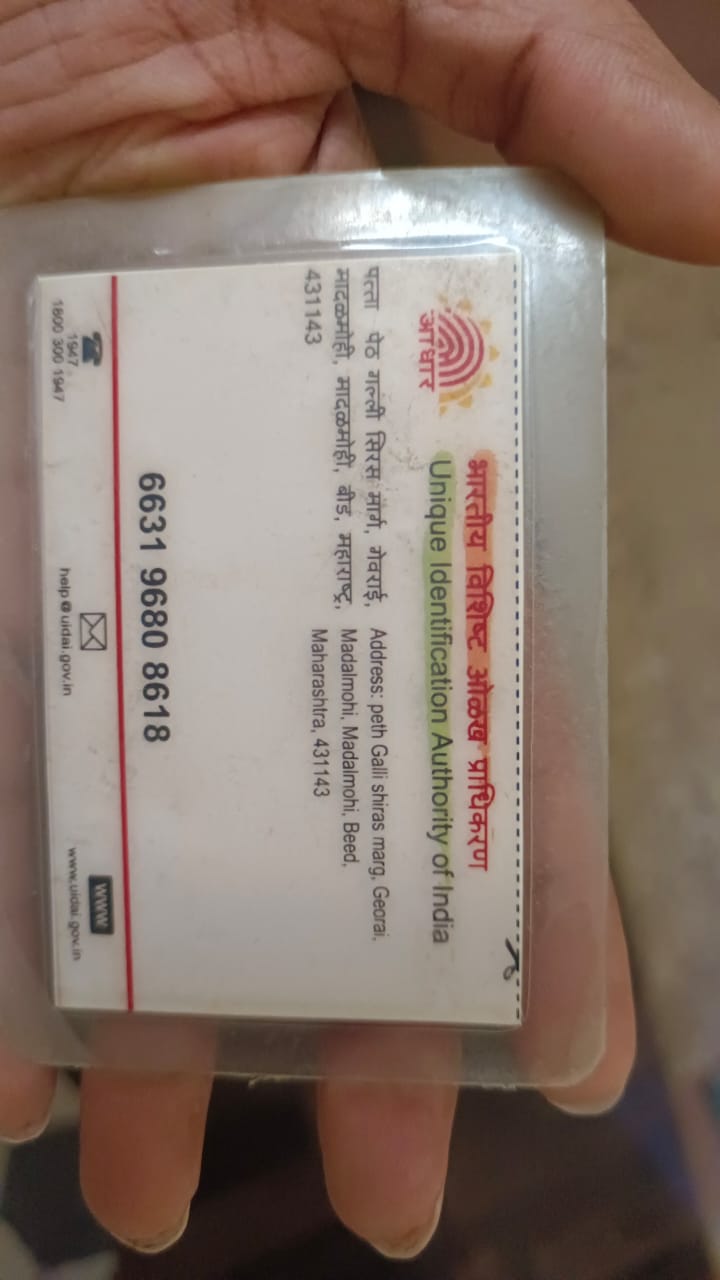 भारतीय विशिष्ट ओळख प्राधिकरण
Unique Identification Authority of India
आधार
पत्ता पेठ गल्ली सिरस मार्ग, गेवराई,
मादळमोही, मादळमोही, बीड, महाराष्ट्र,
431143
Address: peth Galli shiras marg, Georai,
Madalmohi, Madalmohi, Beed,
Maharashtra, 431143
6631 9680 8618
1947
1800 300 1947
help@uidai.gov.in
www
www.uidai.gov.in